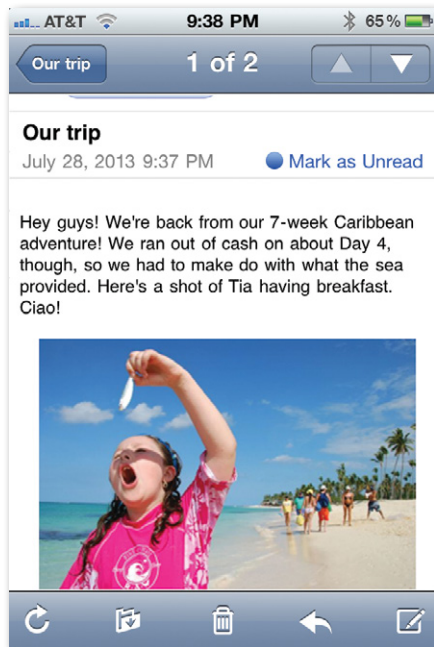 AT&T 9:38 PM 65%
Our trip 1 of 2
Our trip
July 28, 2013 9:37 PM Mark as Unread
Hey guys! We're back from our 7-week Caribbean
adventure! We ran out of cash on about Day 4,
though, so we had to make do with what the sea
provided. Here's a shot of Tia having breakfast.
Ciao!